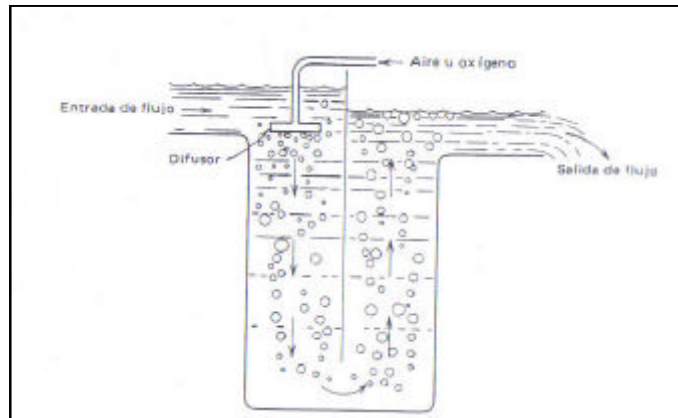 Aire u oxígeno
Entrada de flujo
Difusor
Salida de flujo